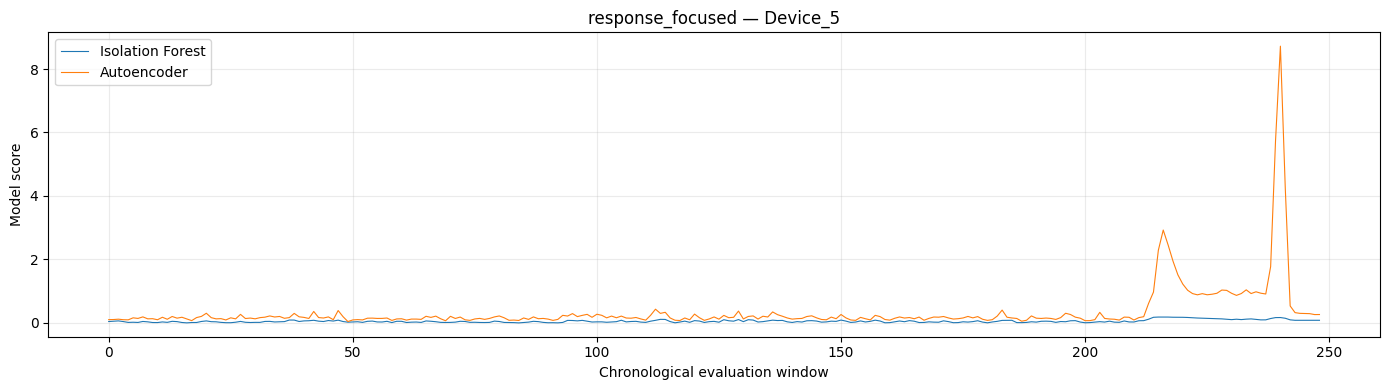 response_focused — Device_5
Isolation Forest
Autoencoder
Model score
8
6
4
2
0
0
50
100
150
200
250
Chronological evaluation window